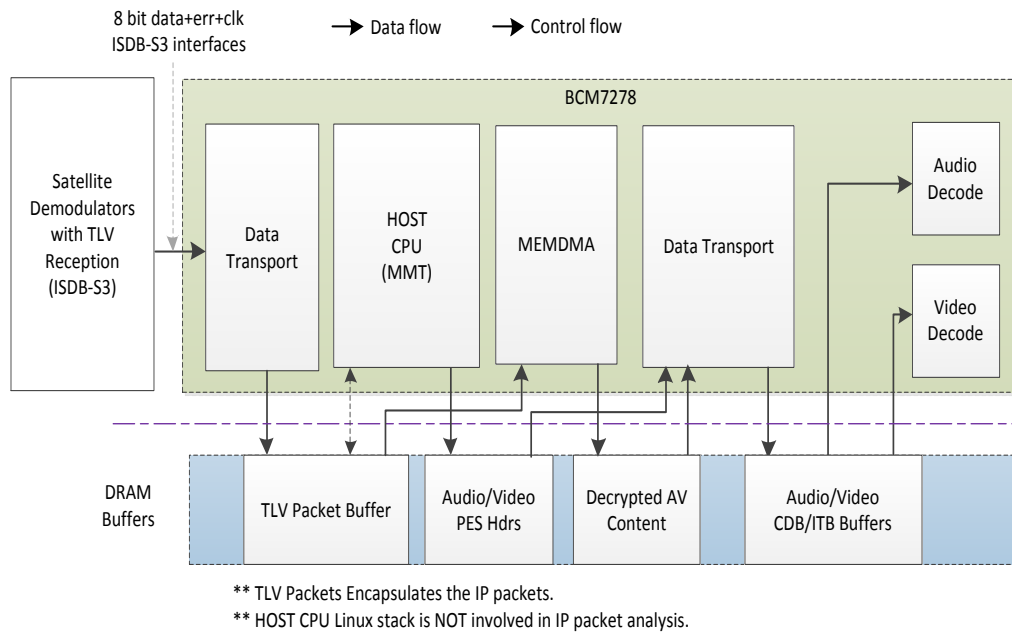 8 bit data+err+clk
ISDB-S3 interfaces
Data flow
Control flow
BCM7278
Satellite
Demodulators
with TLV
Reception
(ISDB-S3)
Data
Transport
HOST
CPU
(MMT)
MEMDMA
Data Transport
Audio
Decode
Video
Decode
DRAM
Buffers
TLV Packet Buffer
Audio/Video
PES Hdrs
Decrypted AV
Content
Audio/Video
CDB/ITB Buffers
** TLV Packets Encapsulates the IP packets.
** HOST CPU Linux stack is NOT involved in IP packet analysis.